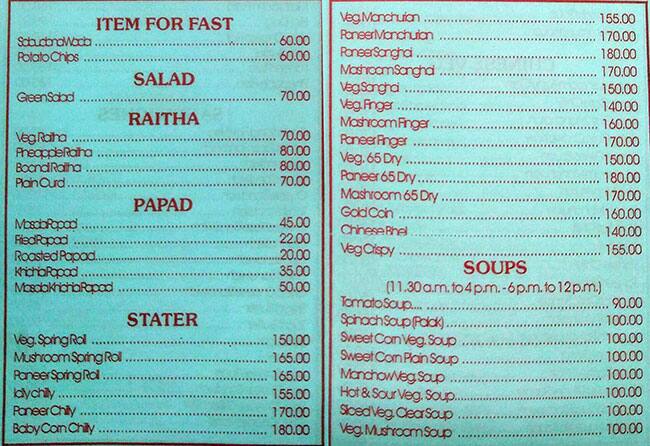 ITEM FOR FAST
Sabudana Wada 60.00
Potato Chips 60.00
SALAD
Green Salad 70.00
RAITHA
Veg. Raitha 70.00
Pineapple Raitha 80.00
Boondi Raitha 80.00
Plain Curd 70.00
PAPAD
Masala Papad 45.00
Fried Papad 22.00
Roasted Papad 20.00
Khichia Papad 35.00
Masala Khichia Papad 50.00
STATER
Veg. Spring Roll 150.00
Mushroom Spring Roll 165.00
Paneer Spring Roll 165.00
Idly chilly 155.00
Paneer Chilly 170.00
Baby Corn Chilly 180.00
Veg. Manchurian 155.00
Paneer Manchurian 170.00
Paneer Sanghai 180.00
Mashroom Sanghai 170.00
Veg. Sanghai 150.00
Veg. Finger 140.00
Mashroom Finger 160.00
Paneer Finger 170.00
Veg. 65 Dry 150.00
Paneer 65 Dry 180.00
Mashroom 65 Dry 170.00
Gold Coin 160.00
Chinese Bhel 140.00
Veg Crispy 155.00
SOUPS
(11.30 a.m. to 4 p.m. - 6 p.m. to 12 p.m.)
Tomato Soup 90.00
Spinach Soup (Palak) 100.00
Sweet Corn Veg. Soup 100.00
Sweet Corn Plain Soup 100.00
Manchow Veg. Soup 100.00
Hot & Sour Veg. Soup 100.00
Sliced Veg. Clear Soup 100.00
Veg. Mushroom Soup 100.00